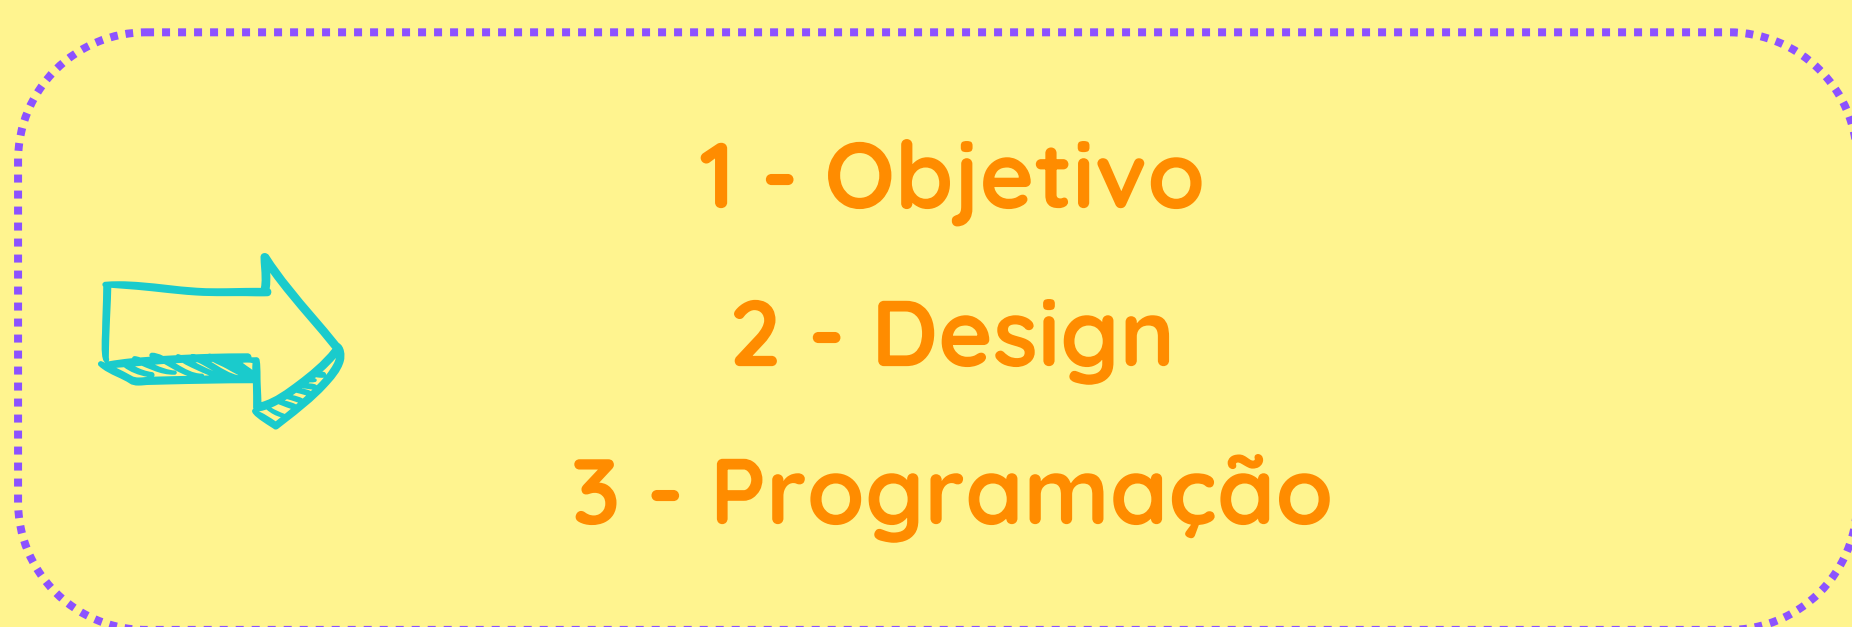 1 - Objetivo
2 - Design
3 - Programação